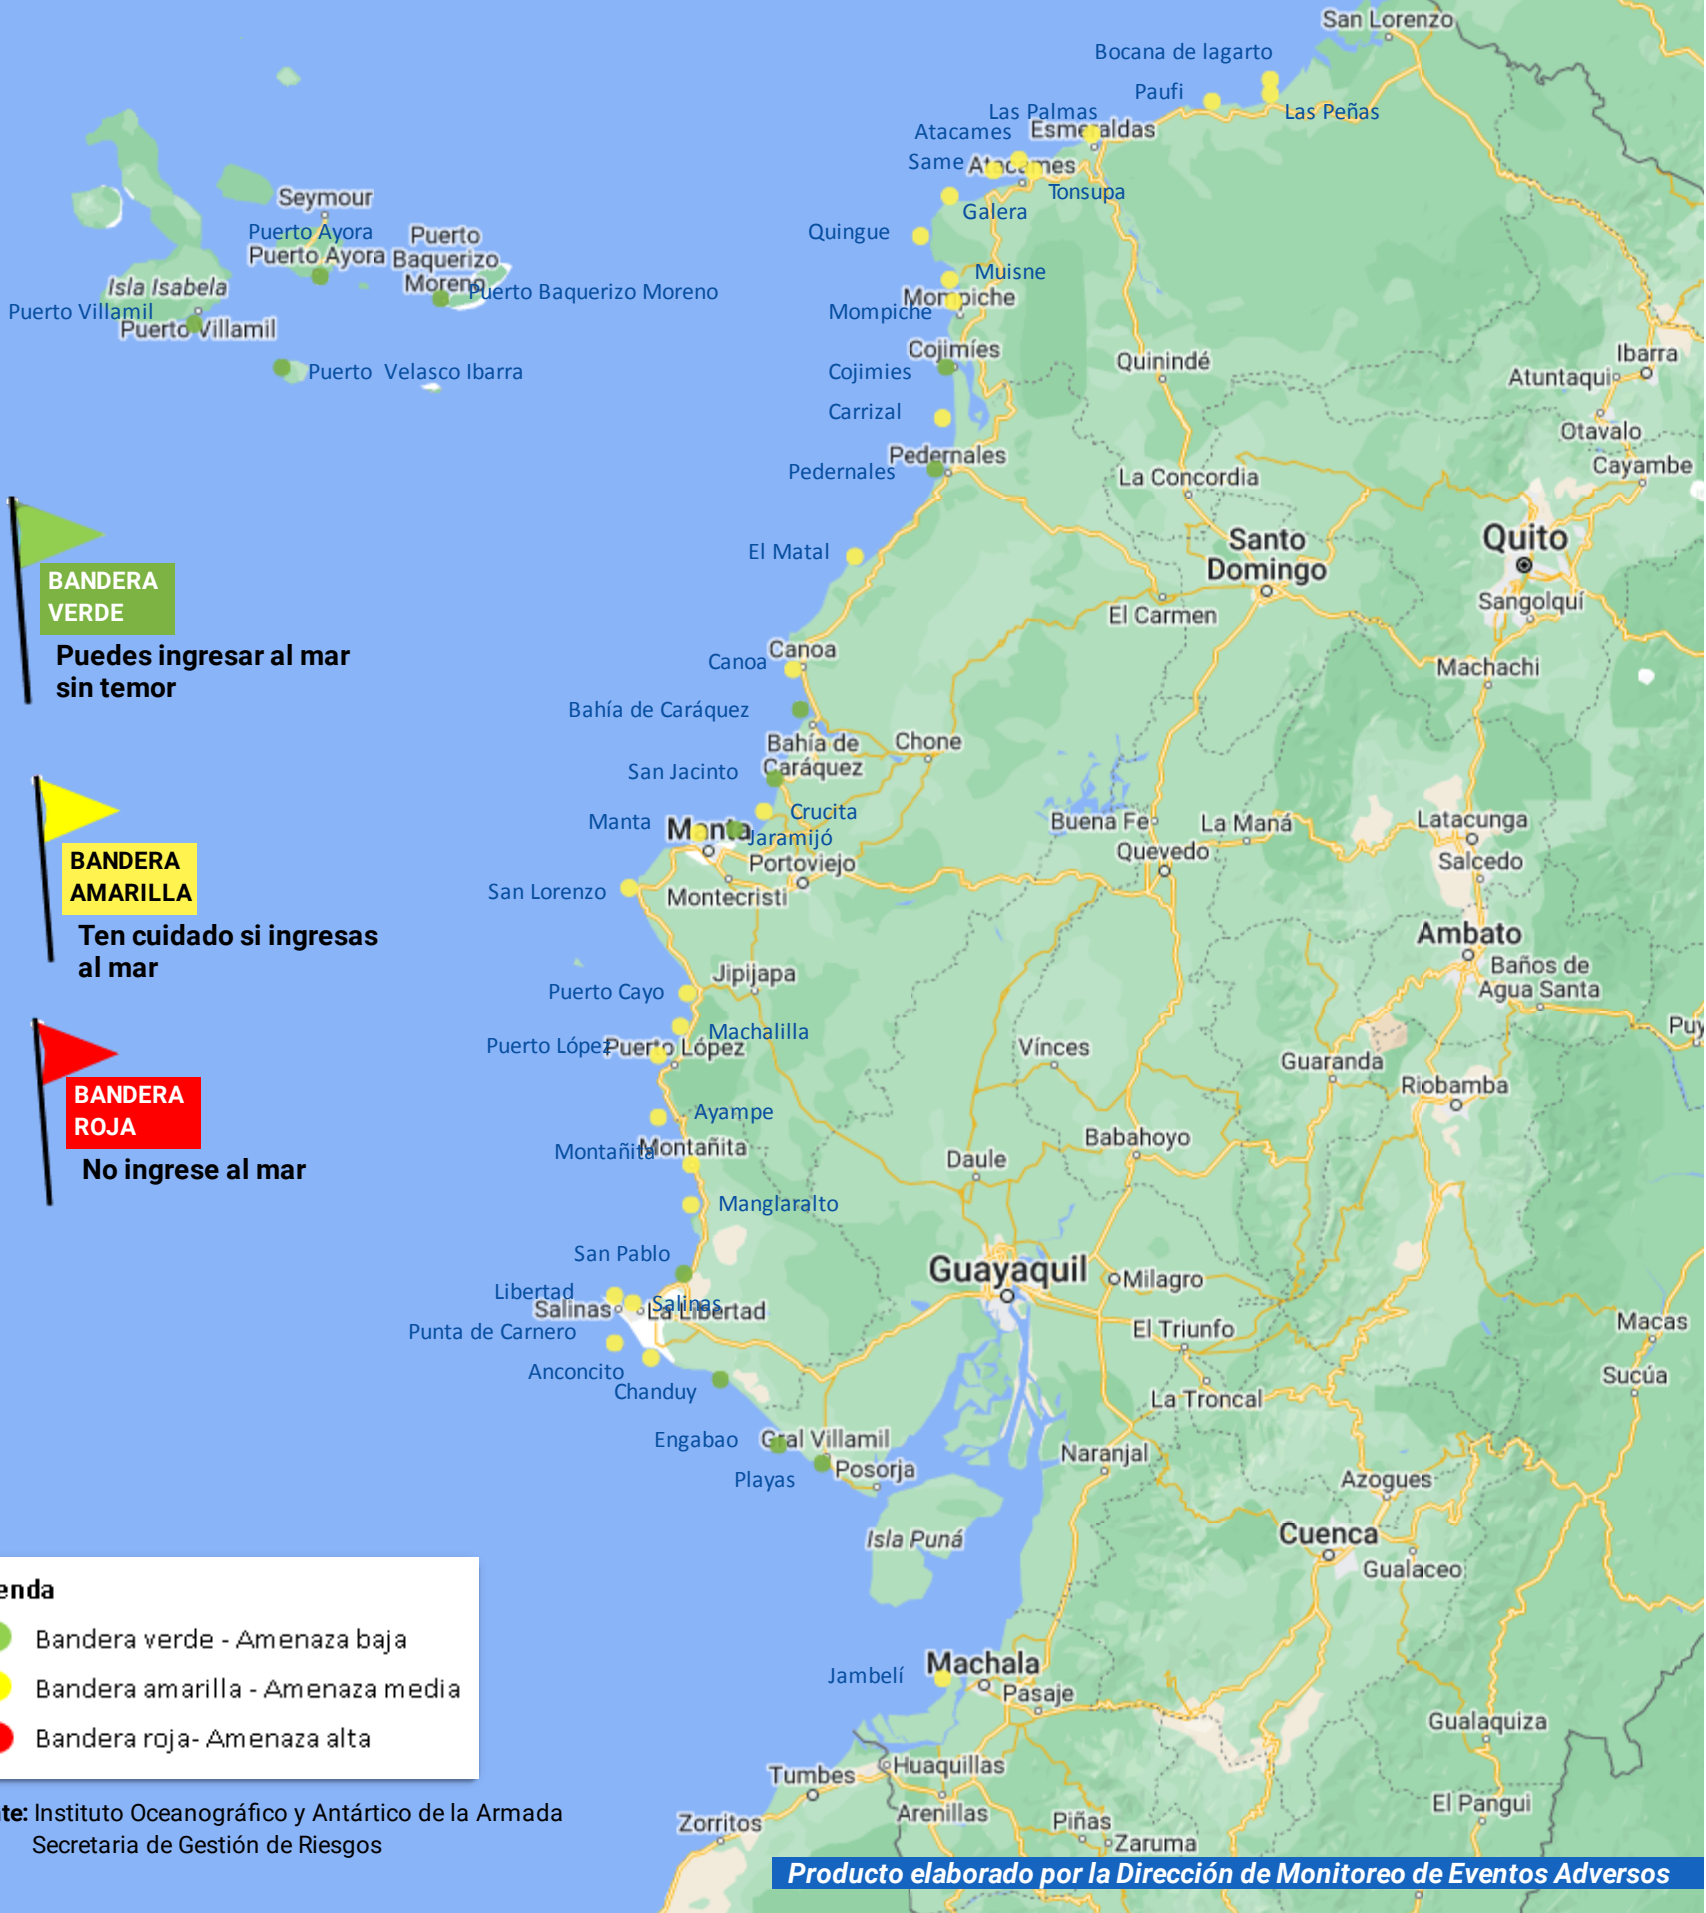 San Lorenzo
Bocana de lagarto
Paufi
Las Peñas
Las Palmas
Esmeraldas
Atacames
Same
Atacames
Tonsupa
Galera
Quingue
Muisne
Mompiche
Mompiche
Cojimíes
Cojimies
Carrizal
Pedernales
Pedernales
El Matal
Canoa
Canoa
Bahía de Caráquez
Bahía de
Caráquez
San Jacinto
Crucita
Manta
Manta
Jaramijó
Portoviejo
Montecristi
San Lorenzo
Jipijapa
Puerto Cayo
Machalilla
Puerto López
Puerto López
Ayampe
Montañita
Montañita
Manglaralto
San Pablo
Libertad
Salinas
Salinas
La Libertad
Punta de Carnero
Anconcito
Chanduy
Engabao
Gral Villamil
Playas
Posorja
Isla Puná
Jambelí
Machala
Pasaje
Huaquillas
Tumbes
Zorritos
Arenillas
Piñas
Zaruma
Seymour
Puerto Ayora
Puerto Ayora
Puerto
Baquerizo
Moreno
Puerto Baquerizo Moreno
Isla Isabela
Puerto Villamil
Puerto Villamil
Puerto Velasco Ibarra
Quinindé
La Concordia
Santo
Domingo
El Carmen
Chone
Ibarra
Atuntaqui
Otavalo
Cayambe
Quito
Sangolquí
Machachi
Buena Fe
La Maná
Quevedo
Latacunga
Salcedo
Ambato
Baños de
Agua Santa
Puy
Vínces
Guaranda
Riobamba
Babahoyo
Daule
Guayaquil
Milagro
El Triunfo
La Troncal
Macas
Sucúa
Naranjal
Azogues
Cuenca
Gualaceo
Gualaquiza
El Pangui
BANDERA
VERDE
Puedes ingresar al mar
sin temor
BANDERA
AMARILLA
Ten cuidado si ingresas
al mar
BANDERA
ROJA
No ingrese al mar
enda
Bandera verde - Amenaza baja
Bandera amarilla - Amenaza media
Bandera roja- Amenaza alta
te: Instituto Oceanográfico y Antártico de la Armada
Secretaria de Gestión de Riesgos
Producto elaborado por la Dirección de Monitoreo de Eventos Adversos